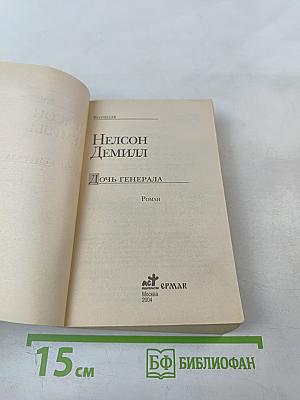 НЕЛСОН
ДЕМИЛЛ
ДОЧЬ ГЕНЕРАЛА
РОМАН
аст
ЕРМАК
Москва
2004
15 см
БФ БИБЛИОФАН